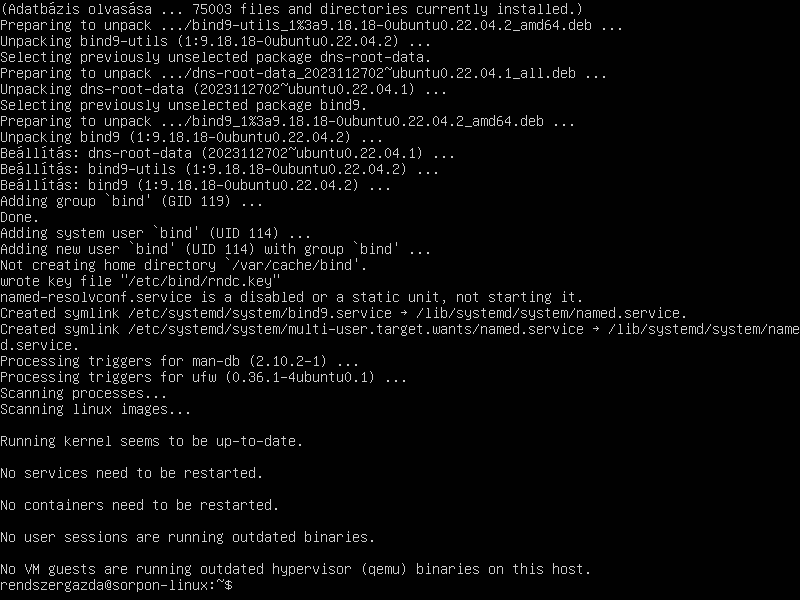 (Adatbázis olvasása ... 75003 files and directories currently installed.)
Preparing to unpack .../bind9-utils_1%3a9.18.18-0ubuntu0.22.04.2_amd64.deb ...
Unpacking bind9-utils (1:9.18.18-0ubuntu0.22.04.2) ...
Selecting previously unselected package dns-root-data.
Preparing to unpack .../dns-root-data_2023112702~ubuntu0.22.04.1_all.deb ...
Unpacking dns-root-data (2023112702~ubuntu0.22.04.1) ...
Selecting previously unselected package bind9.
Preparing to unpack .../bind9_1%3a9.18.18-0ubuntu0.22.04.2_amd64.deb ...
Unpacking bind9 (1:9.18.18-0ubuntu0.22.04.2) ...
Beállítás: dns-root-data (2023112702~ubuntu0.22.04.1) ...
Beállítás: bind9-utils (1:9.18.18-0ubuntu0.22.04.2) ...
Beállítás: bind9 (1:9.18.18-0ubuntu0.22.04.2) ...
Adding group `bind' (GID 119) ...
Done.
Adding system user `bind' (UID 114) ...
Adding new user `bind' (UID 114) with group `bind' ...
Not creating home directory `/var/cache/bind'.
wrote key file "/etc/bind/rndc.key"
named-resolvconf.service is a disabled or a static unit, not starting it.
Created symlink /etc/systemd/system/bind9.service → /lib/systemd/system/named.service.
Created symlink /etc/systemd/system/multi-user.target.wants/named.service → /lib/systemd/system/name
d.service.
Processing triggers for man-db (2.10.2-1) ...
Processing triggers for ufw (0.36.1-4ubuntu0.1) ...
Scanning processes...
Scanning linux images...
Running kernel seems to be up-to-date.
No services need to be restarted.
No containers need to be restarted.
No user sessions are running outdated binaries.
No VM guests are running outdated hypervisor (qemu) binaries on this host.
rendszergazda@sorpon-linux:~$